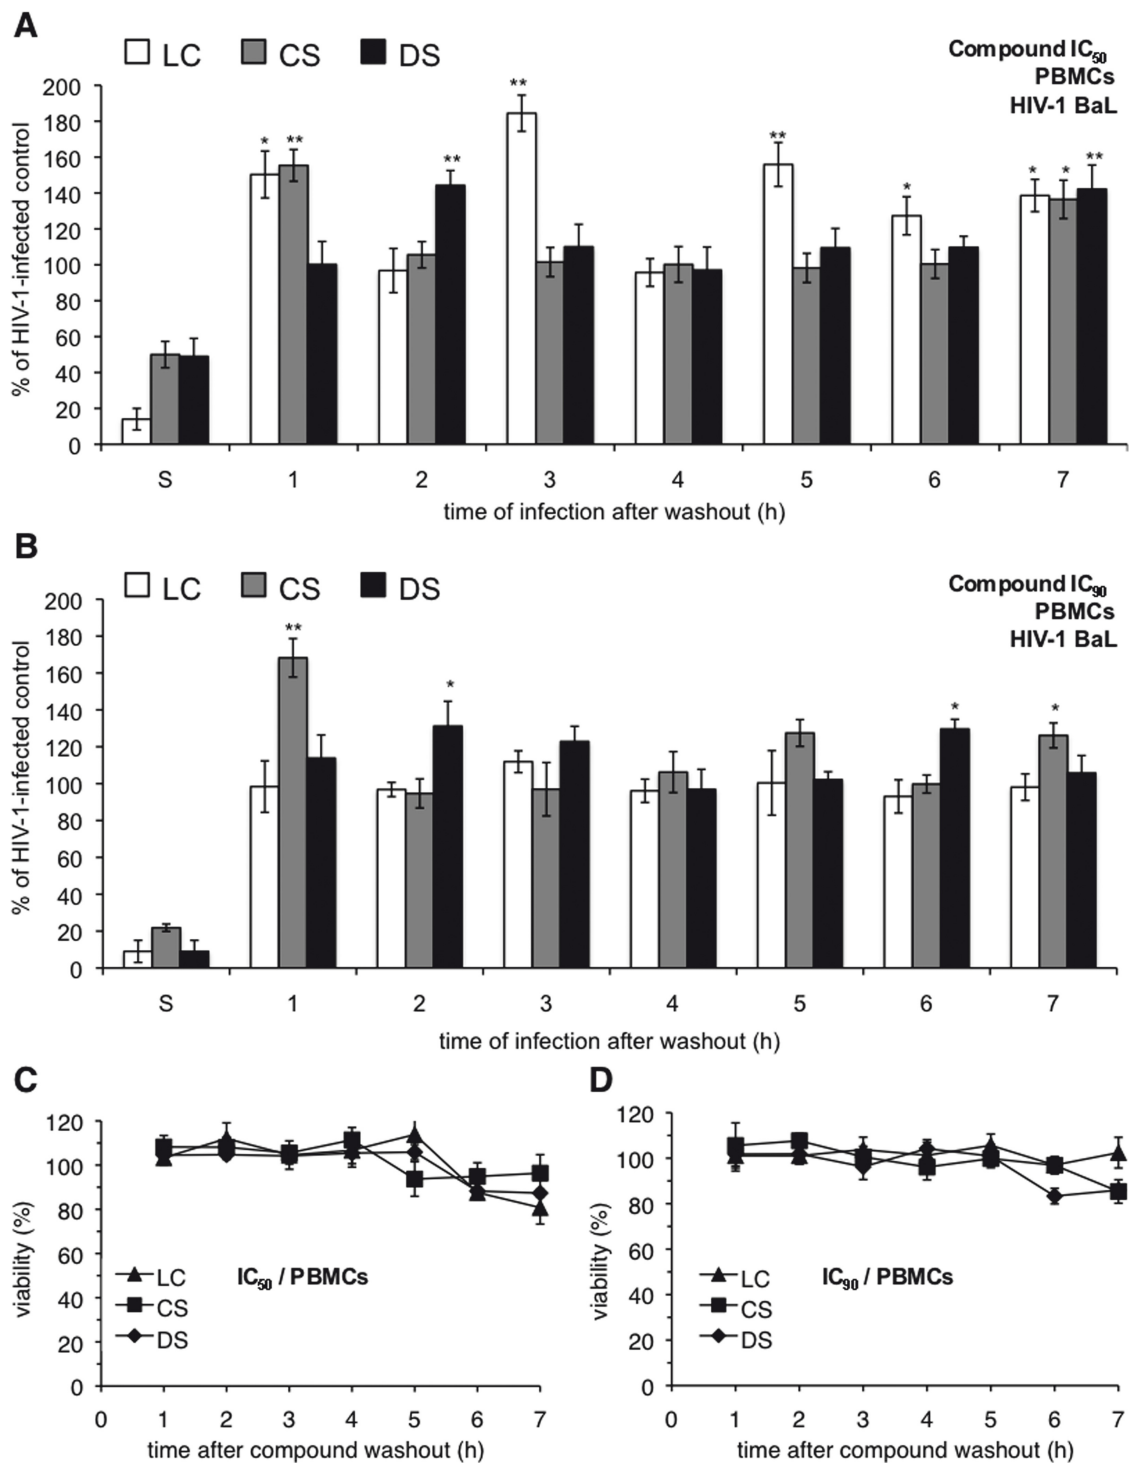 A
LC CS DS
Compound IC50
PBMCs
HIV-1 BaL
% of HIV-1-infected control
200
180
160
140
120
100
80
60
40
20
0
* ** ** ** ** * * * **
S 1 2 3 4 5 6 7
time of infection after washout (h)
B
LC CS DS
Compound IC90
PBMCs
HIV-1 BaL
% of HIV-1-infected control
200
180
160
140
120
100
80
60
40
20
0
** * * *
S 1 2 3 4 5 6 7
time of infection after washout (h)
C
viability (%)
120
100
80
60
40
20
0
LC
CS
DS
IC50 / PBMCs
0 1 2 3 4 5 6 7
time after compound washout (h)
D
viability (%)
120
100
80
60
40
20
0
LC
CS
DS
IC90 / PBMCs
0 1 2 3 4 5 6 7
time after compound washout (h)